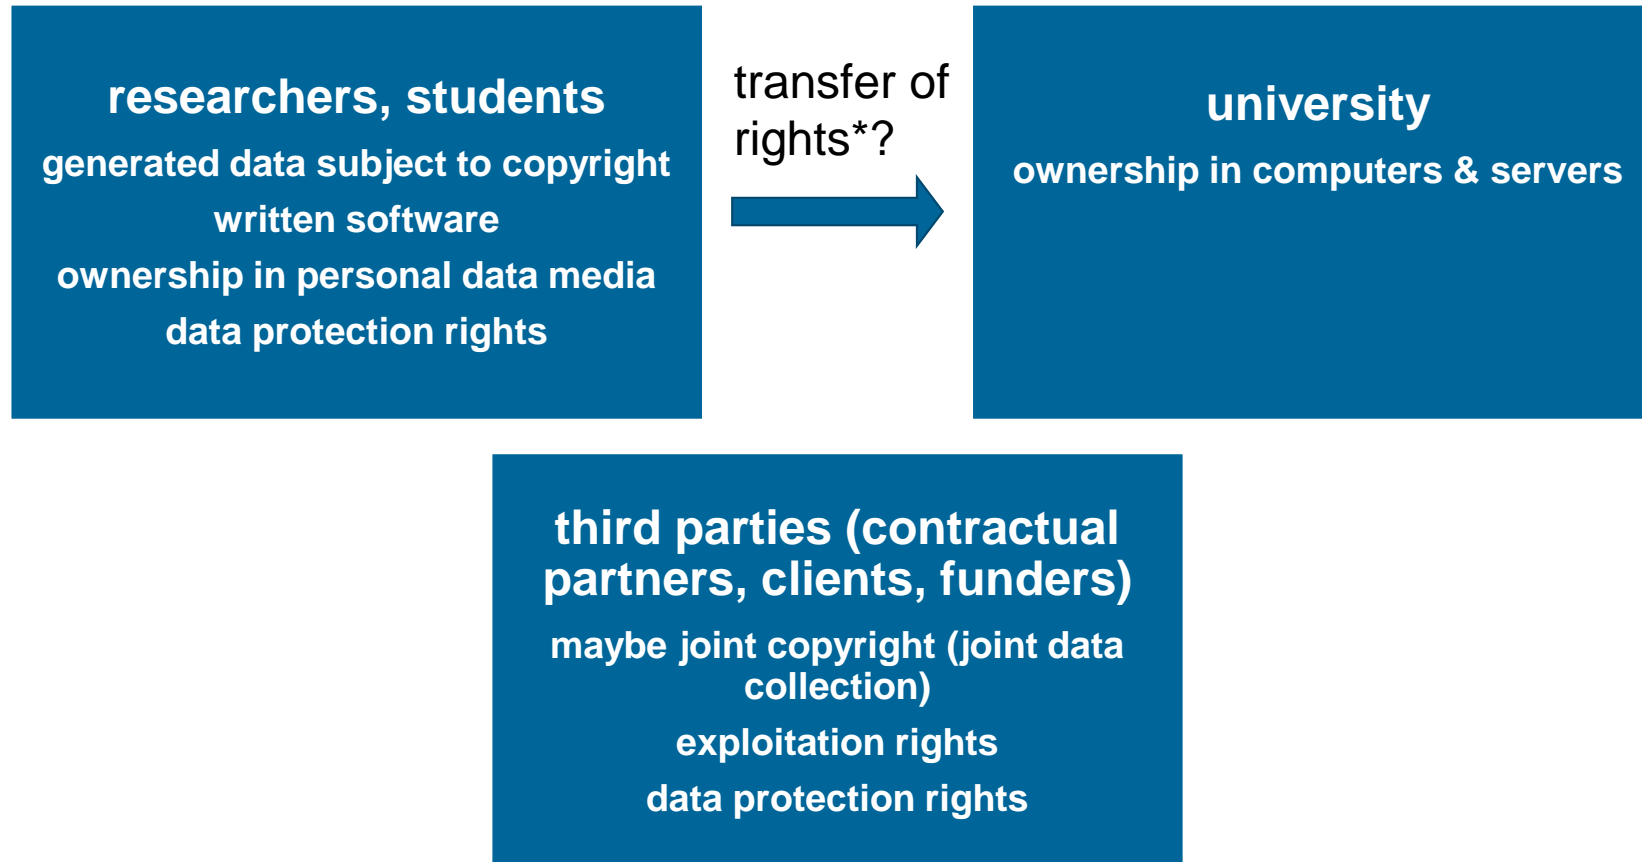 researchers, students
generated data subject to copyright
written software
ownership in personal data media
data protection rights
transfer of
rights*?
university
ownership in computers & servers
third parties (contractual
partners, clients, funders)
maybe joint copyright (joint data
collection)
exploitation rights
data protection rights